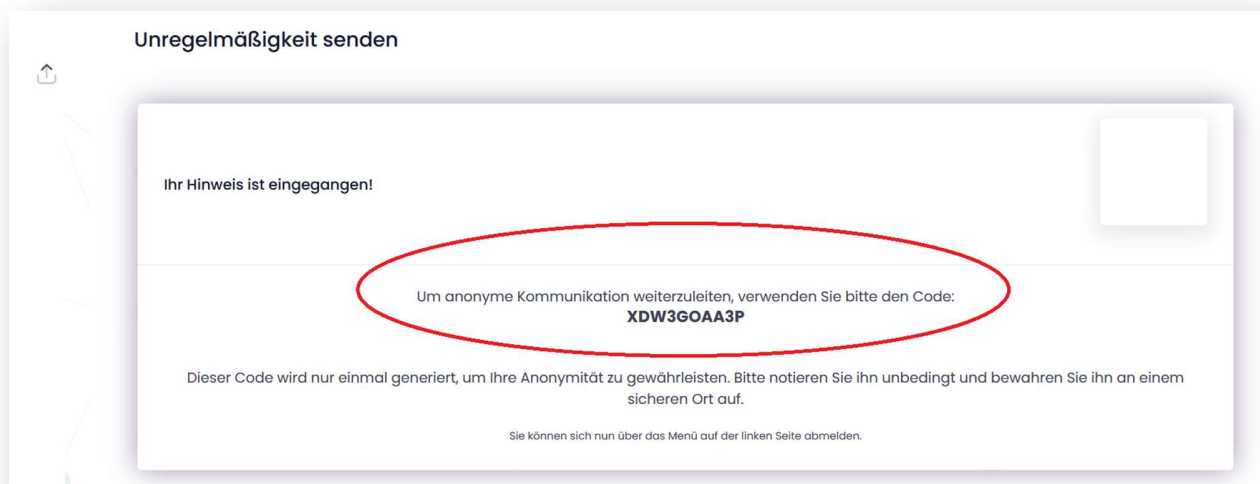 Unregelmäßigkeit senden
Ihr Hinweis ist eingegangen!
Um anonyme Kommunikation weiterzuleiten, verwenden Sie bitte den Code:
XDW3GOAA3P
Dieser Code wird nur einmal generiert, um Ihre Anonymität zu gewährleisten. Bitte notieren Sie ihn unbedingt und bewahren Sie ihn an einem
sicheren Ort auf.
Sie können sich nun über das Menü auf der linken Seite abmelden.